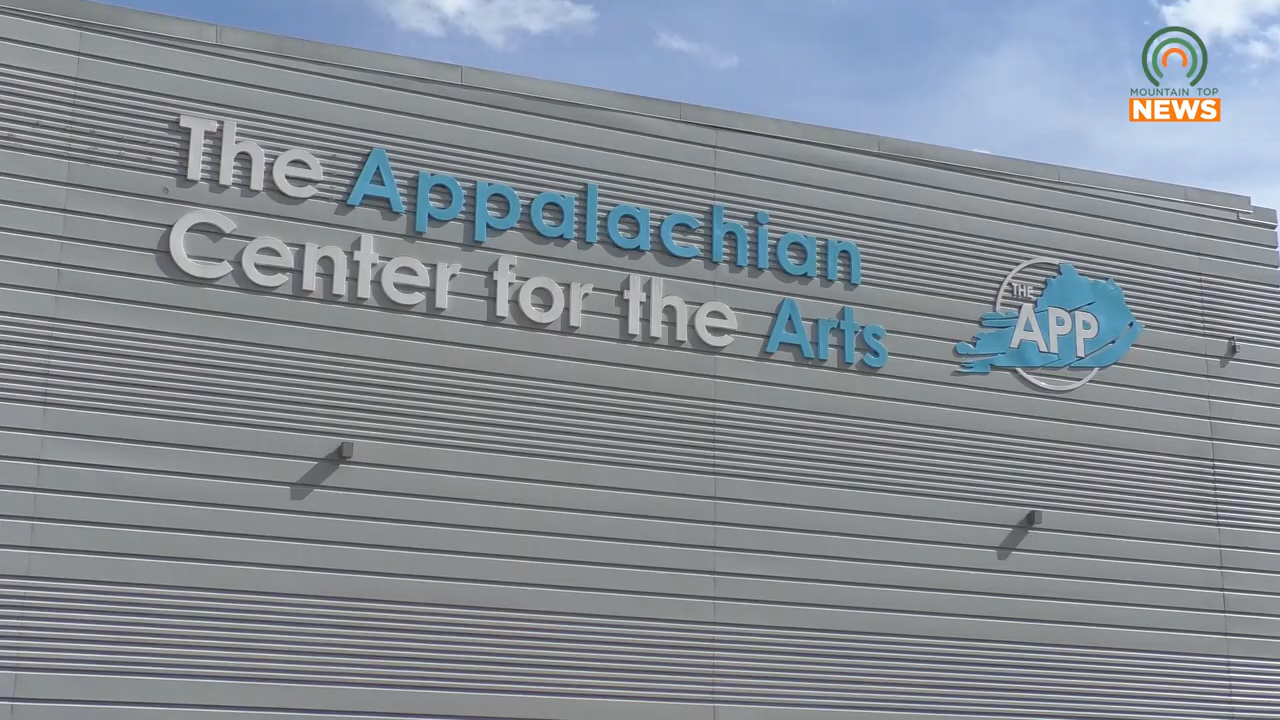 The Appalachian
Center for the Arts
THE
APP
MOUNTAIN TOP
NEWS